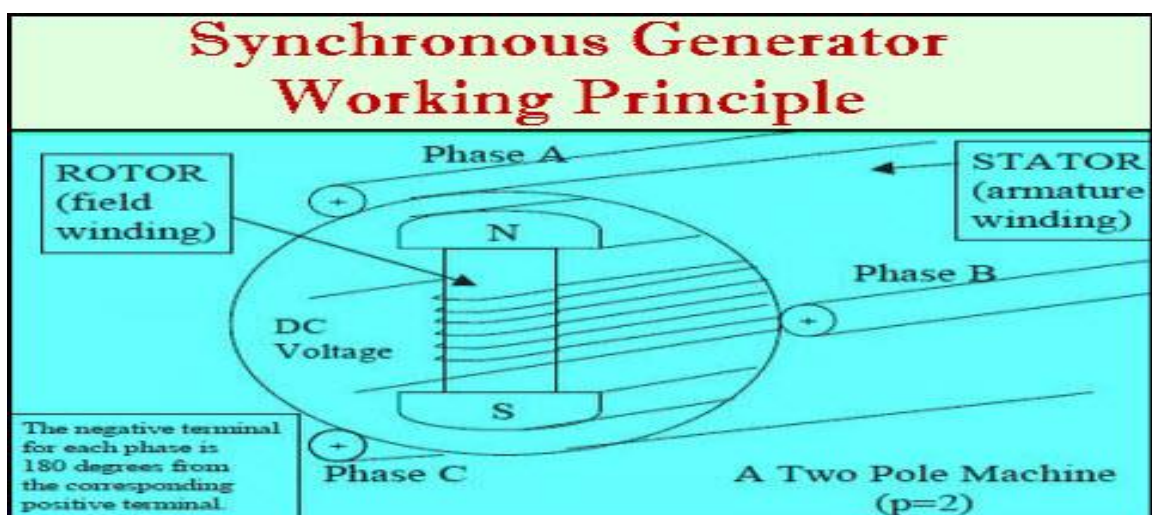 Synchronous Generator
Working Principle
Phase A
ROTOR
(field
winding)
STATOR
(armature
winding)
+
N
Phase B
+
DC
Voltage
S
The negative terminal
for each phase is
180 degrees from
the corresponding
positive terminal.
+
Phase C
A Two Pole Machine
(p=2)